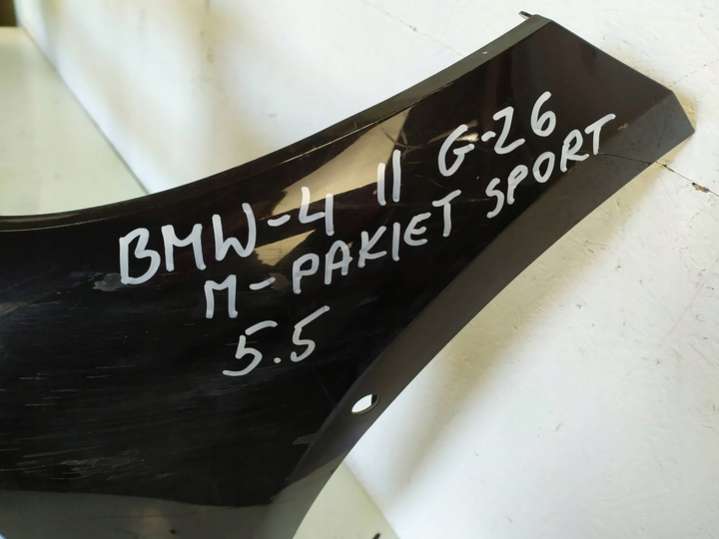 BMW-4 II G-26
M-PAKIET SPORT
5.5